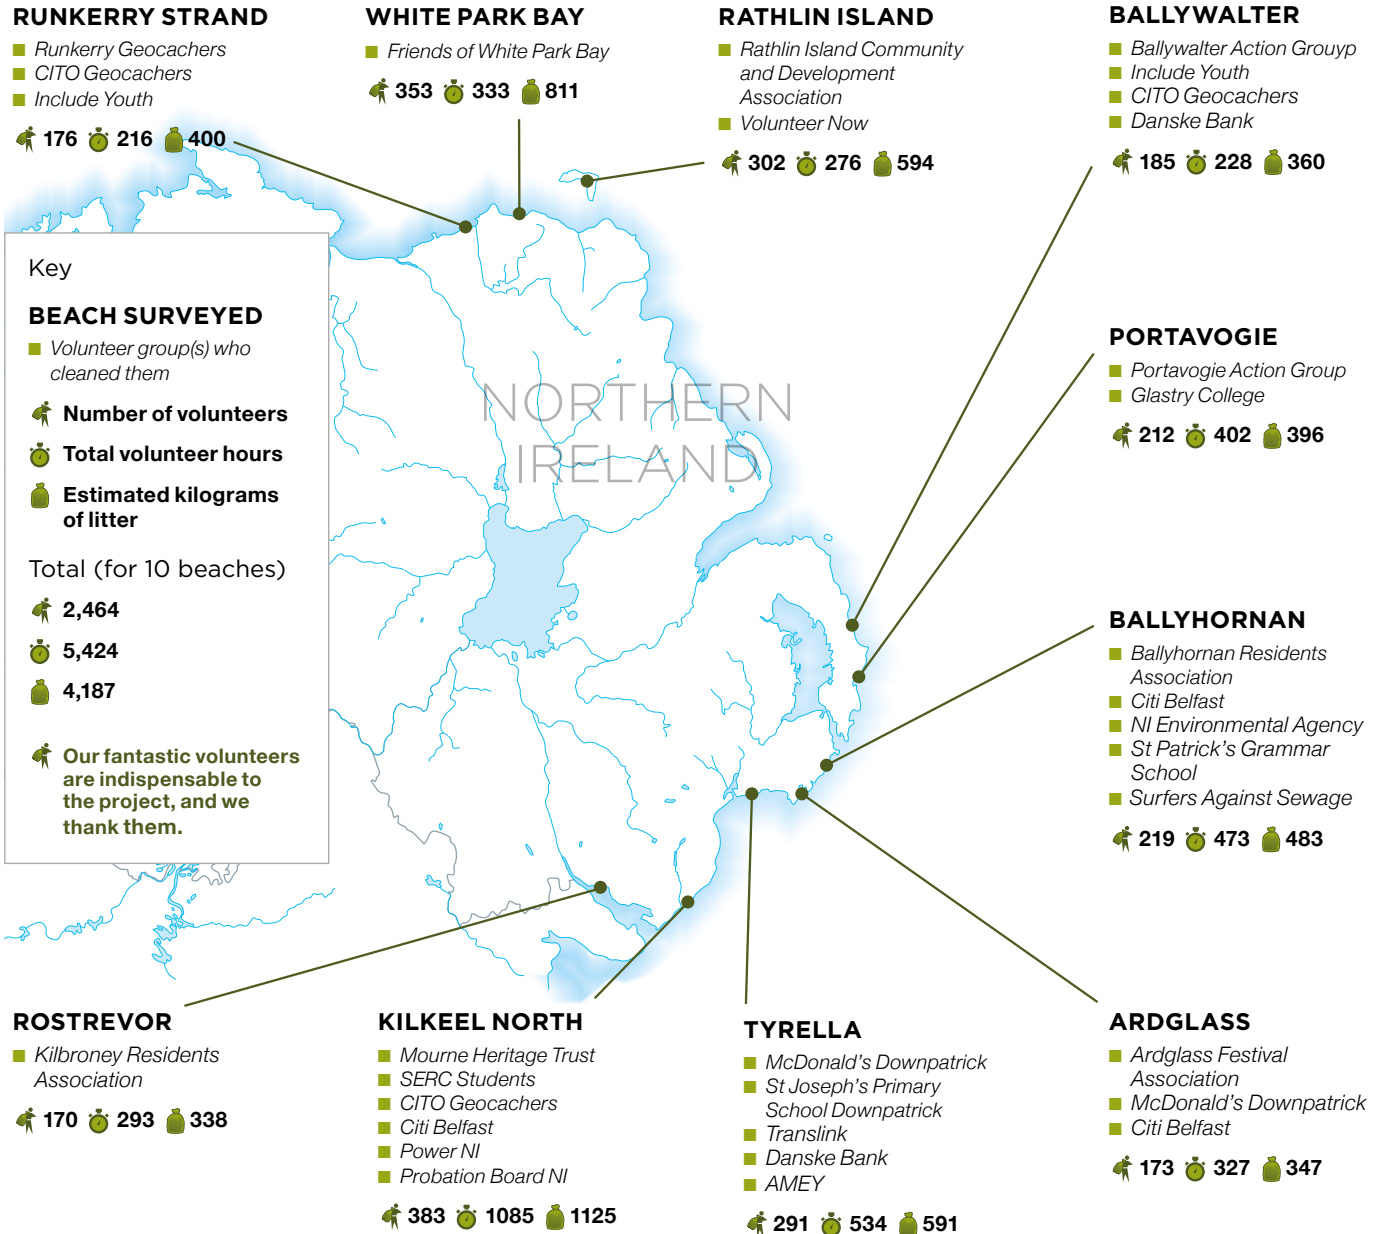 RUNKERRY STRAND
Runkerry Geocachers
CITO Geocachers
Include Youth
176 216 400
WHITE PARK BAY
Friends of White Park Bay
353 333 811
RATHLIN ISLAND
Rathlin Island Community
and Development
Association
Volunteer Now
302 276 594
BALLYWALTER
Ballywalter Action Grouyp
Include Youth
CITO Geocachers
Danske Bank
185 228 360
Key
BEACH SURVEYED
Volunteer group(s) who
cleaned them
Number of volunteers
Total volunteer hours
Estimated kilograms
of litter
Total (for 10 beaches)
2,464
5,424
4,187
Our fantastic volunteers
are indispensable to
the project, and we
thank them.
NORTHERN
IRELAND
PORTAVOGIE
Portavogie Action Group
Glastry College
212 402 396
BALLYHORNAN
Ballyhornan Residents
Association
Citi Belfast
NI Environmental Agency
St Patrick's Grammar
School
Surfers Against Sewage
219 473 483
ROSTREVOR
Kilbroney Residents
Association
170 293 338
KILKEEL NORTH
Mourne Heritage Trust
SERC Students
CITO Geocachers
Citi Belfast
Power NI
Probation Board NI
383 1085 1125
TYRELLA
McDonald's Downpatrick
St Joseph's Primary
School Downpatrick
Translink
Danske Bank
AMEY
291 534 591
ARDGLASS
Ardglass Festival
Association
McDonald's Downpatrick
Citi Belfast
173 327 347